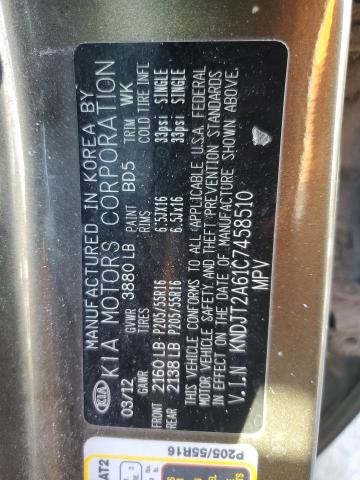 MANUFACTURED IN KOREA BY
KIA KIA MOTORS CORPORATION
03/12 GVWR 3880 LB PAINT BD5 TRIM WK
GAWR TIRES RIMS COLD TIRE INFL
FRONT 2160 LB- P205/55R16 6.5JX16 33psi SINGLE
REAR 2138 LB P205/55R16 6.5JX16 33psi SINGLE
THIS VEHICLE CONFORMS TO ALL APPLICABLE U.S.A. FEDERAL
MOTOR VEHICLE SAFETY AND THEFT PREVENTION STANDARDS
IN EFFECT ON THE DATE OF MANUFACTURE SHOWN ABOVE.
V.I.N KNDJT2A61C7458510
MPV
AT2
P205/55R16